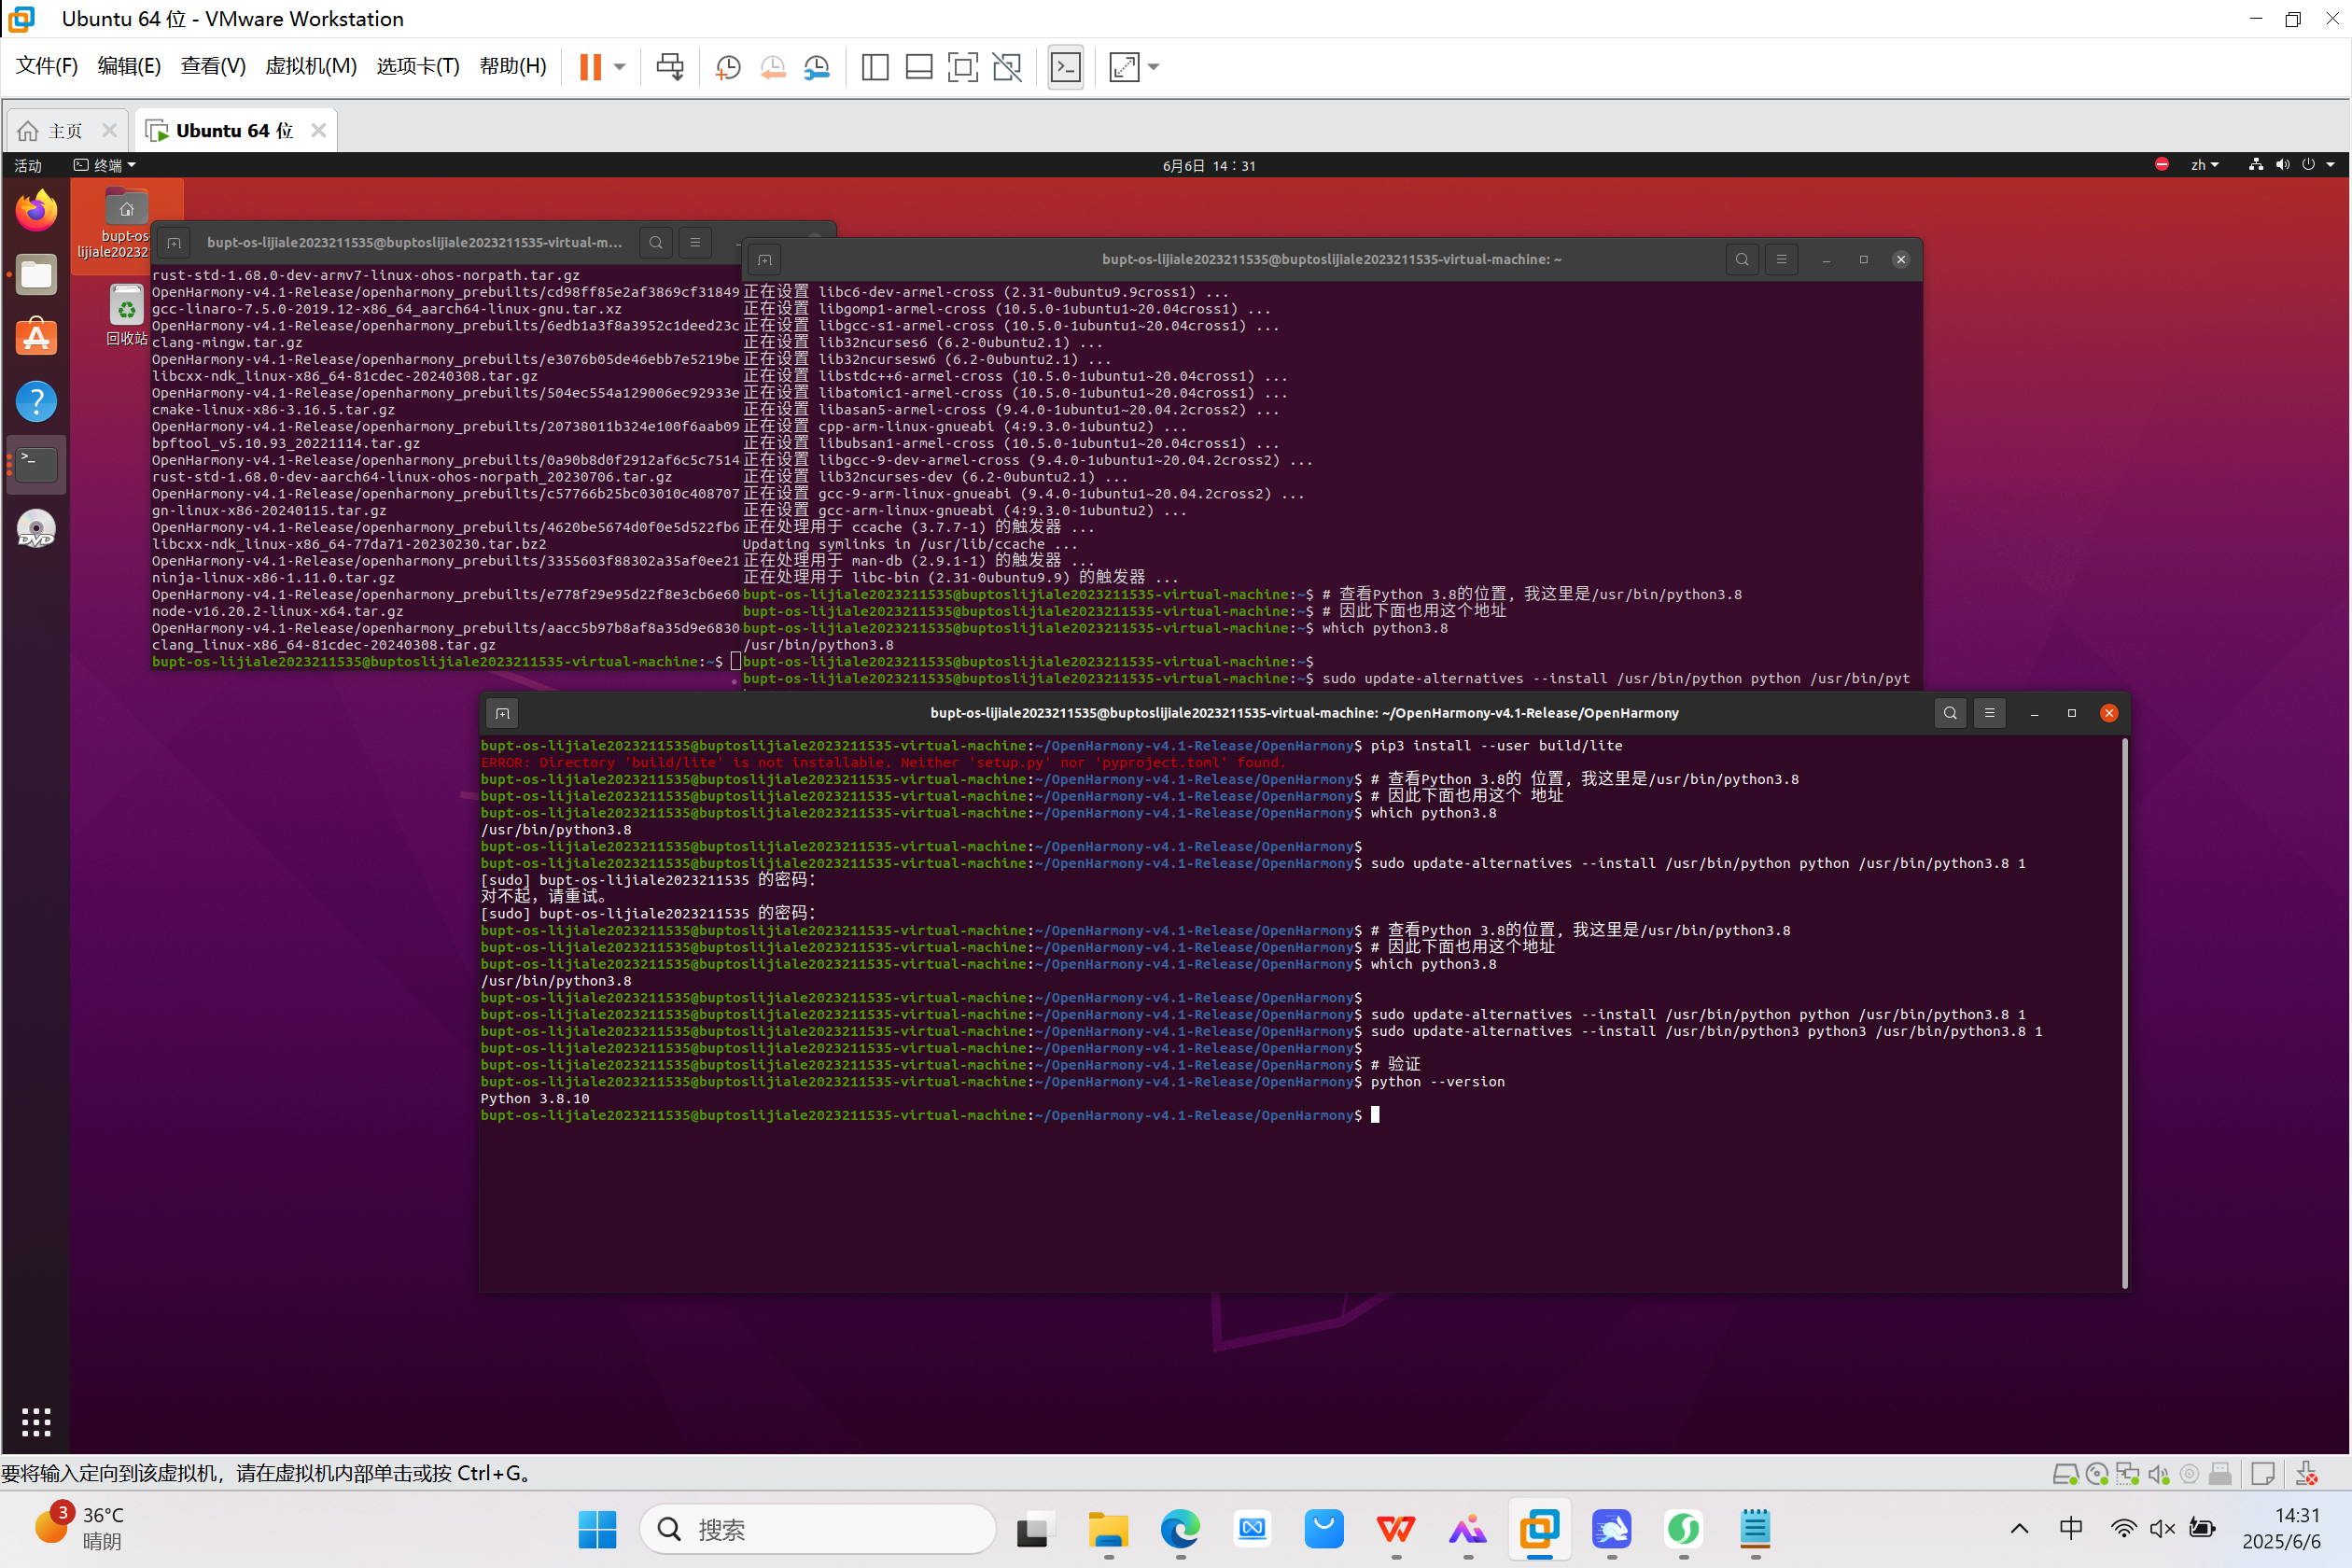 Ubuntu 64 位 - VMware Workstation
文件(F) 编辑(E) 查看(V) 虚拟机(M) 选项卡(T) 帮助(H)
主页
Ubuntu 64 位
活动
终端
6月6日 14：31
zh
bupt-os-
lijiale20232
回收站
DVD
bupt-os-lijiale2023211535@buptoslijiale2023211535-virtual-m...
rust-std-1.68.0-dev-armv7-linux-ohos-norpath.tar.gz
OpenHarmony-v4.1-Release/openharmony_prebuilts/cd98ff85e2af3869cf31849
gcc-linaro-7.5.0-2019.12-x86_64_aarch64-linux-gnu.tar.xz
OpenHarmony-v4.1-Release/openharmony_prebuilts/6edb1a3f8a3952c1deed23c
clang-mingw.tar.gz
OpenHarmony-v4.1-Release/openharmony_prebuilts/e3076b05de46ebb7e5219be
libcxx-ndk_linux-x86_64-81cdec-20240308.tar.gz
OpenHarmony-v4.1-Release/openharmony_prebuilts/504ec554a129006ec92933e
cmake-linux-x86-3.16.5.tar.gz
OpenHarmony-v4.1-Release/openharmony_prebuilts/20738011b324e100f6aab09
bpftool_v5.10.93_20221114.tar.gz
OpenHarmony-v4.1-Release/openharmony_prebuilts/0a90b8d0f2912af6c5c7514
rust-std-1.68.0-dev-aarch64-linux-ohos-norpath_20230706.tar.gz
OpenHarmony-v4.1-Release/openharmony_prebuilts/c57766b25bc03010c408707
gn-linux-x86-20240115.tar.gz
OpenHarmony-v4.1-Release/openharmony_prebuilts/4620be5674d0f0e5d522fb6
libcxx-ndk_linux-x86_64-77da71-20230230.tar.bz2
OpenHarmony-v4.1-Release/openharmony_prebuilts/3355603f88302a35af0ee21
ninja-linux-x86-1.11.0.tar.gz
OpenHarmony-v4.1-Release/openharmony_prebuilts/e778f29e95d22f8e3cb6e60
node-v16.20.2-linux-x64.tar.gz
OpenHarmony-v4.1-Release/openharmony_prebuilts/aacc5b97b8af8a35d9e6830
clang_linux-x86_64-81cdec-20240308.tar.gz
bupt-os-lijiale2023211535@buptoslijiale2023211535-virtual-machine:~$
bupt-os-lijiale2023211535@buptoslijiale2023211535-virtual-machine: ~
正在设置 libc6-dev-armel-cross (2.31-0ubuntu9.9cross1) ...
正在设置 libgomp1-armel-cross (10.5.0-1ubuntu1~20.04cross1) ...
正在设置 libgcc-s1-armel-cross (10.5.0-1ubuntu1~20.04cross1) ...
正在设置 lib32ncurses6 (6.2-0ubuntu2.1) ...
正在设置 lib32ncursesw6 (6.2-0ubuntu2.1) ...
正在设置 libstdc++6-armel-cross (10.5.0-1ubuntu1~20.04cross1) ...
正在设置 libatomic1-armel-cross (10.5.0-1ubuntu1~20.04cross1) ...
正在设置 libasan5-armel-cross (9.4.0-1ubuntu1~20.04.2cross2) ...
正在设置 cpp-arm-linux-gnueabi (4:9.3.0-1ubuntu2) ...
正在设置 libubsan1-armel-cross (10.5.0-1ubuntu1~20.04cross1) ...
正在设置 libgcc-9-dev-armel-cross (9.4.0-1ubuntu1~20.04.2cross2) ...
正在设置 lib32ncurses-dev (6.2-0ubuntu2.1) ...
正在设置 gcc-9-arm-linux-gnueabi (9.4.0-1ubuntu1~20.04.2cross2) ...
正在设置 gcc-arm-linux-gnueabi (4:9.3.0-1ubuntu2) ...
正在处理用于 ccache (3.7.7-1) 的触发器 ...
Updating symlinks in /usr/lib/ccache ...
正在处理用于 man-db (2.9.1-1) 的触发器 ...
正在处理用于 libc-bin (2.31-0ubuntu9.9) 的触发器 ...
bupt-os-lijiale2023211535@buptoslijiale2023211535-virtual-machine:~$ # 查看Python 3.8的位置，我这里是/usr/bin/python3.8
bupt-os-lijiale2023211535@buptoslijiale2023211535-virtual-machine:~$ # 因此下面也用这个地址
bupt-os-lijiale2023211535@buptoslijiale2023211535-virtual-machine:~$ which python3.8
/usr/bin/python3.8
bupt-os-lijiale2023211535@buptoslijiale2023211535-virtual-machine:~$
bupt-os-lijiale2023211535@buptoslijiale2023211535-virtual-machine:~$ sudo update-alternatives --install /usr/bin/python python /usr/bin/pyt
bupt-os-lijiale2023211535@buptoslijiale2023211535-virtual-machine: ~/OpenHarmony-v4.1-Release/OpenHarmony
bupt-os-lijiale2023211535@buptoslijiale2023211535-virtual-machine:~/OpenHarmony-v4.1-Release/OpenHarmony$ pip3 install --user build/lite
ERROR: Directory 'build/lite' is not installable. Neither 'setup.py' nor 'pyproject.toml' found.
bupt-os-lijiale2023211535@buptoslijiale2023211535-virtual-machine:~/OpenHarmony-v4.1-Release/OpenHarmony$ # 查看Python 3.8的 位置，我这里是/usr/bin/python3.8
bupt-os-lijiale2023211535@buptoslijiale2023211535-virtual-machine:~/OpenHarmony-v4.1-Release/OpenHarmony$ # 因此下面也用这个 地址
bupt-os-lijiale2023211535@buptoslijiale2023211535-virtual-machine:~/OpenHarmony-v4.1-Release/OpenHarmony$ which python3.8
/usr/bin/python3.8
bupt-os-lijiale2023211535@buptoslijiale2023211535-virtual-machine:~/OpenHarmony-v4.1-Release/OpenHarmony$
bupt-os-lijiale2023211535@buptoslijiale2023211535-virtual-machine:~/OpenHarmony-v4.1-Release/OpenHarmony$ sudo update-alternatives --install /usr/bin/python python /usr/bin/python3.8 1
[sudo] bupt-os-lijiale2023211535 的密码：
对不起，请重试。
[sudo] bupt-os-lijiale2023211535 的密码：
bupt-os-lijiale2023211535@buptoslijiale2023211535-virtual-machine:~/OpenHarmony-v4.1-Release/OpenHarmony$ # 查看Python 3.8的位置，我这里是/usr/bin/python3.8
bupt-os-lijiale2023211535@buptoslijiale2023211535-virtual-machine:~/OpenHarmony-v4.1-Release/OpenHarmony$ # 因此下面也用这个地址
bupt-os-lijiale2023211535@buptoslijiale2023211535-virtual-machine:~/OpenHarmony-v4.1-Release/OpenHarmony$ which python3.8
/usr/bin/python3.8
bupt-os-lijiale2023211535@buptoslijiale2023211535-virtual-machine:~/OpenHarmony-v4.1-Release/OpenHarmony$
bupt-os-lijiale2023211535@buptoslijiale2023211535-virtual-machine:~/OpenHarmony-v4.1-Release/OpenHarmony$ sudo update-alternatives --install /usr/bin/python python /usr/bin/python3.8 1
bupt-os-lijiale2023211535@buptoslijiale2023211535-virtual-machine:~/OpenHarmony-v4.1-Release/OpenHarmony$ sudo update-alternatives --install /usr/bin/python3 python3 /usr/bin/python3.8 1
bupt-os-lijiale2023211535@buptoslijiale2023211535-virtual-machine:~/OpenHarmony-v4.1-Release/OpenHarmony$
bupt-os-lijiale2023211535@buptoslijiale2023211535-virtual-machine:~/OpenHarmony-v4.1-Release/OpenHarmony$ # 验证
bupt-os-lijiale2023211535@buptoslijiale2023211535-virtual-machine:~/OpenHarmony-v4.1-Release/OpenHarmony$ python --version
Python 3.8.10
bupt-os-lijiale2023211535@buptoslijiale2023211535-virtual-machine:~/OpenHarmony-v4.1-Release/OpenHarmony$
要将输入定向到该虚拟机，请在虚拟机内部单击或按 Ctrl+G。
3
36°C
晴朗
搜索
中
14:31
2025/6/6